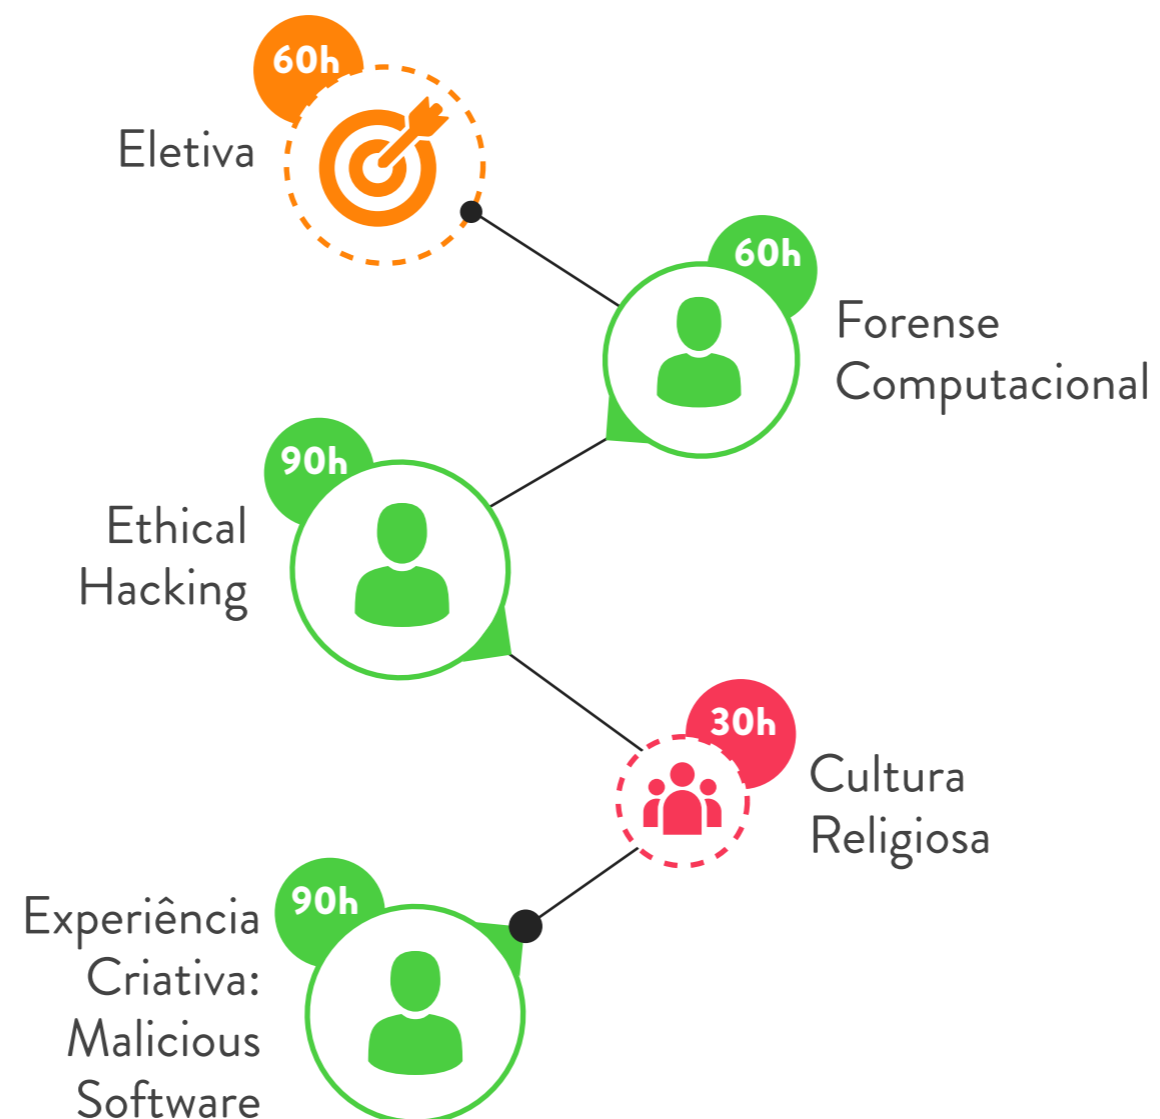 60h
Eletiva
60h
Forense
Computacional
90h
Ethical
Hacking
30h
Cultura
Religiosa
90h
Experiência
Criativa:
Malicious
Software